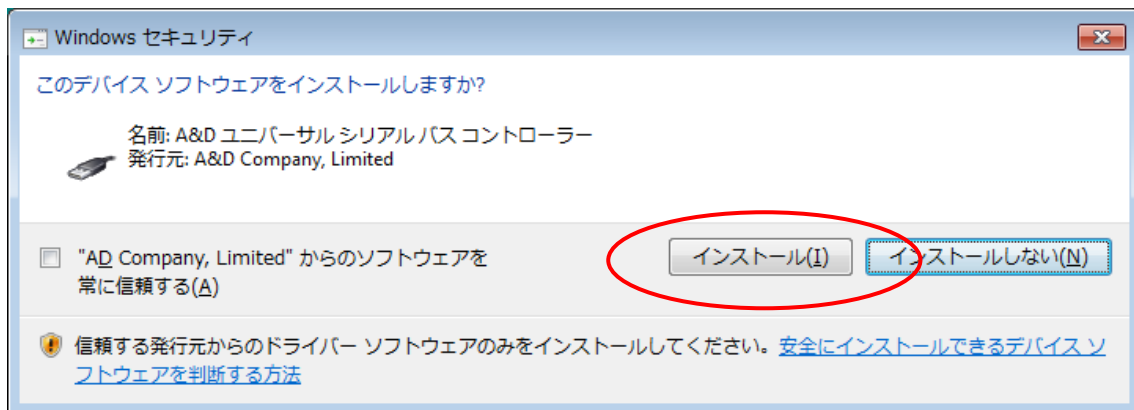 Windows セキュリティ
このデバイス ソフトウェアをインストールしますか?
名前: A&D ユニバーサル シリアル バス コントローラー
発行元: A&D Company, Limited
"AD Company, Limited" からのソフトウェアを
常に信頼する(A)
インストール(I)
インストールしない(N)
信頼する発行元からのドライバー ソフトウェアのみをインストールしてください。安全にインストールできるデバイス ソ
フトウェアを判断する方法